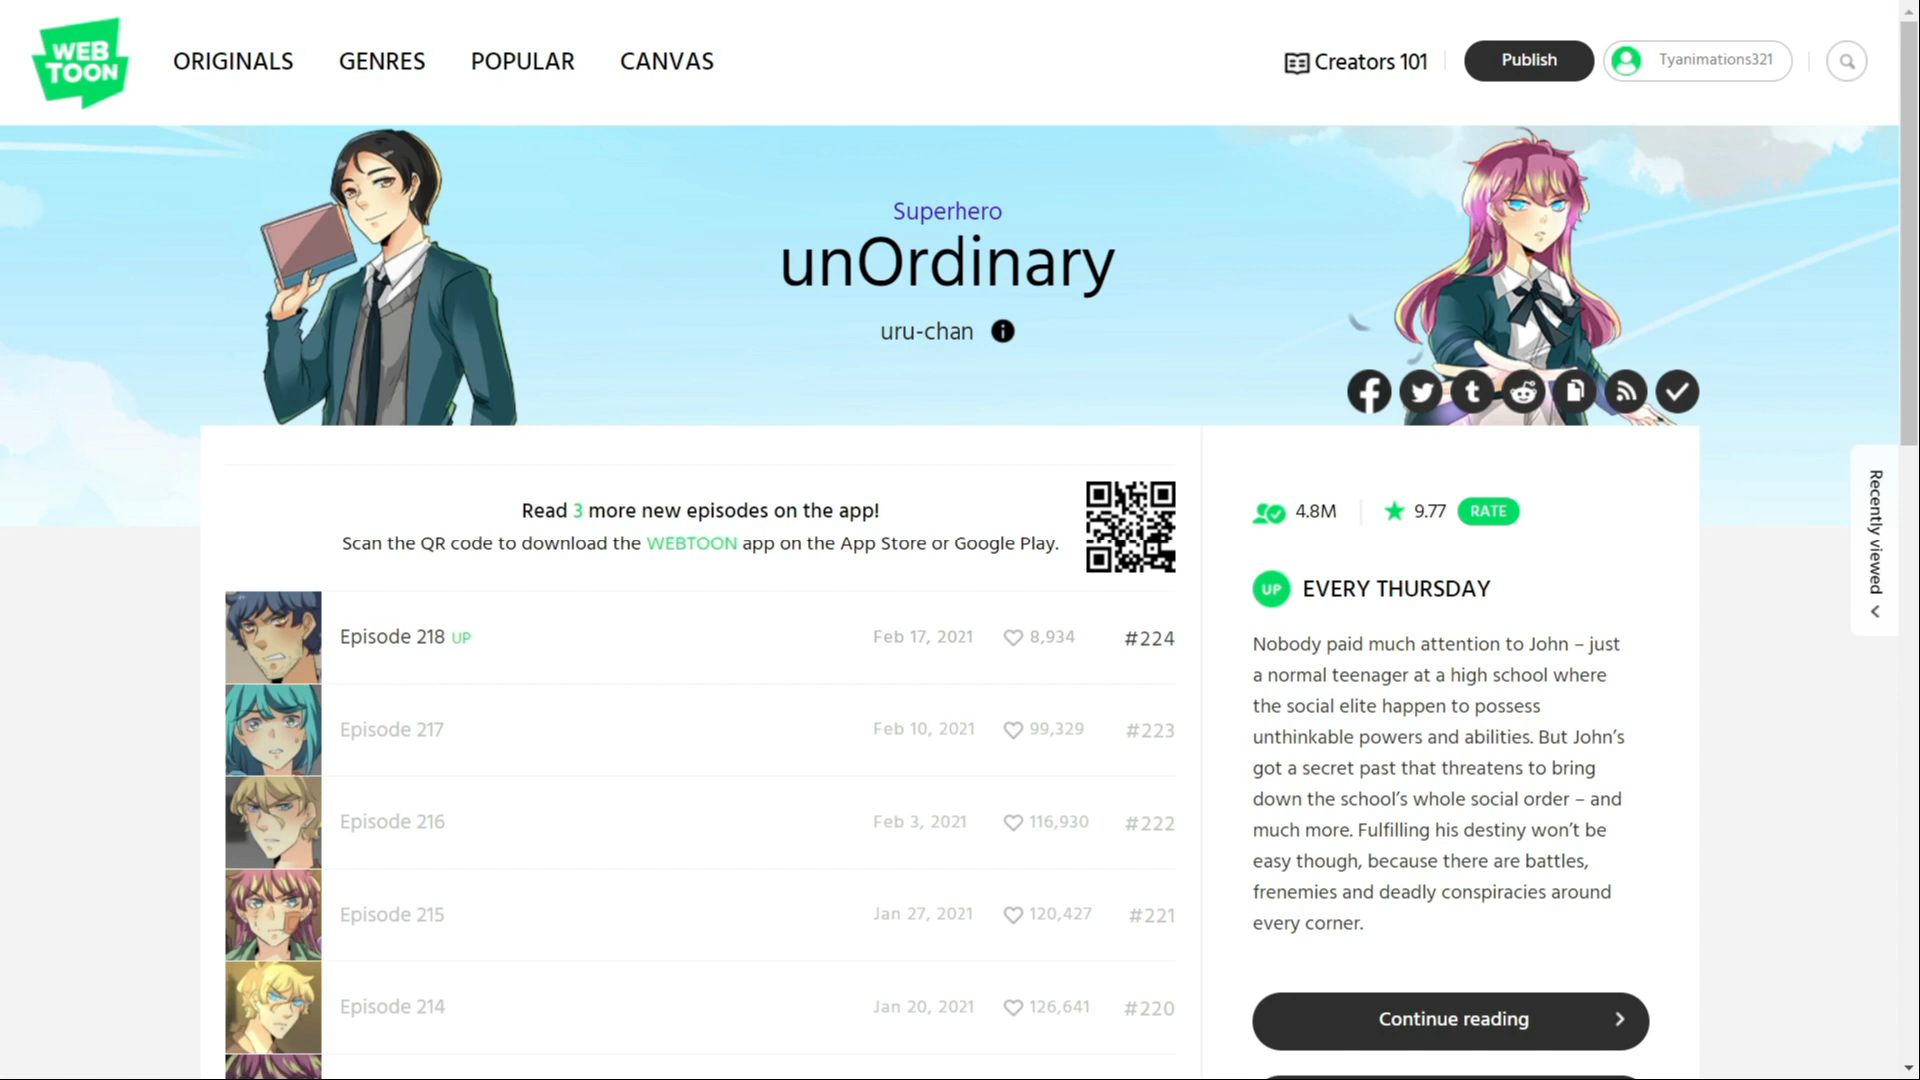 WEB
TOON
ORIGINALS
GENRES
POPULAR
CANVAS
Creators 101
Publish
Tyanimations321
Superhero
unOrdinary
uru-chan
Read 3 more new episodes on the app!
Scan the QR code to download the WEBTOON app on the App Store or Google Play.
Episode 218 UP
Feb 17, 2021
8,934
#224
Episode 217
Feb 10, 2021
99,329
#223
Episode 216
Feb 3, 2021
116,930
#222
Episode 215
Jan 27, 2021
120,427
#221
Episode 214
Jan 20, 2021
126,641
#220
4.8M
9.77
RATE
UP
EVERY THURSDAY
Nobody paid much attention to John – just
a normal teenager at a high school where
the social elite happen to possess
unthinkable powers and abilities. But John’s
got a secret past that threatens to bring
down the school’s whole social order – and
much more. Fulfilling his destiny won’t be
easy though, because there are battles,
frenemies and deadly conspiracies around
every corner.
Continue reading
Recently viewed